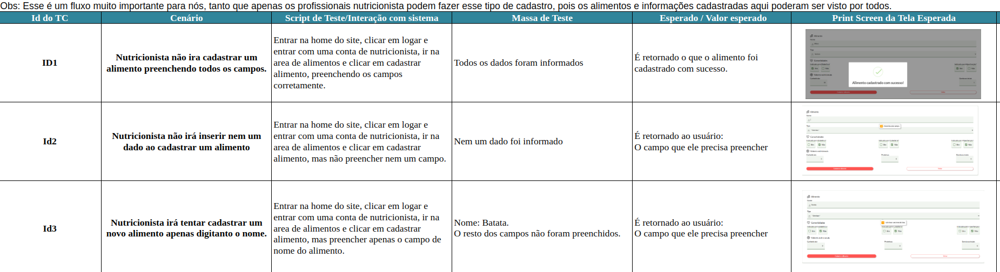 Obs: Esse é um fluxo muito importante para nós, tanto que apenas os profissionais nutricionista podem fazer esse tipo de cadastro, pois os alimentos e informações cadastradas aqui poderam ser visto por todos.
Id do TC
Cenário
Script de Teste/Interação com sistema
Massa de Teste
Esperado / Valor esperado
Print Screen da Tela Esperada
ID1
Nutricionista não ira cadastrar um
alimento preenchendo todos os campos.
Entrar na home do site, clicar em logar e
entrar com uma conta de nutricionista, ir na
area de alimentos e clicar em cadastrar
alimento, preenchendo os campos
corretamente.
Todos os dados foram informados
É retornado o que o alimento foi
cadastrado com sucesso.
Alimento
Alimento cadastrado com sucesso!
Id2
Nutricionista não irá inserir nem um
dado ao cadastrar um alimento
Entrar na home do site, clicar em logar e
entrar com uma conta de nutricionista, ir na
area de alimentos e clicar em cadastrar
alimento, mas não preencher nem um campo.
Nem um dado foi informado
É retornado ao usuário:
O campo que ele precisa preencher
Alimento
Id3
Nutricionista irá tentar cadastrar um
novo alimento apenas digitanto o nome.
Entrar na home do site, clicar em logar e
entrar com uma conta de nutricionista, ir na
area de alimentos e clicar em cadastrar
alimento, mas preencher apenas o campo de
nome do alimento.
Nome: Batata.
O resto dos campos não foram preenchidos.
É retornado ao usuário:
O campo que ele precisa preencher
Alimento